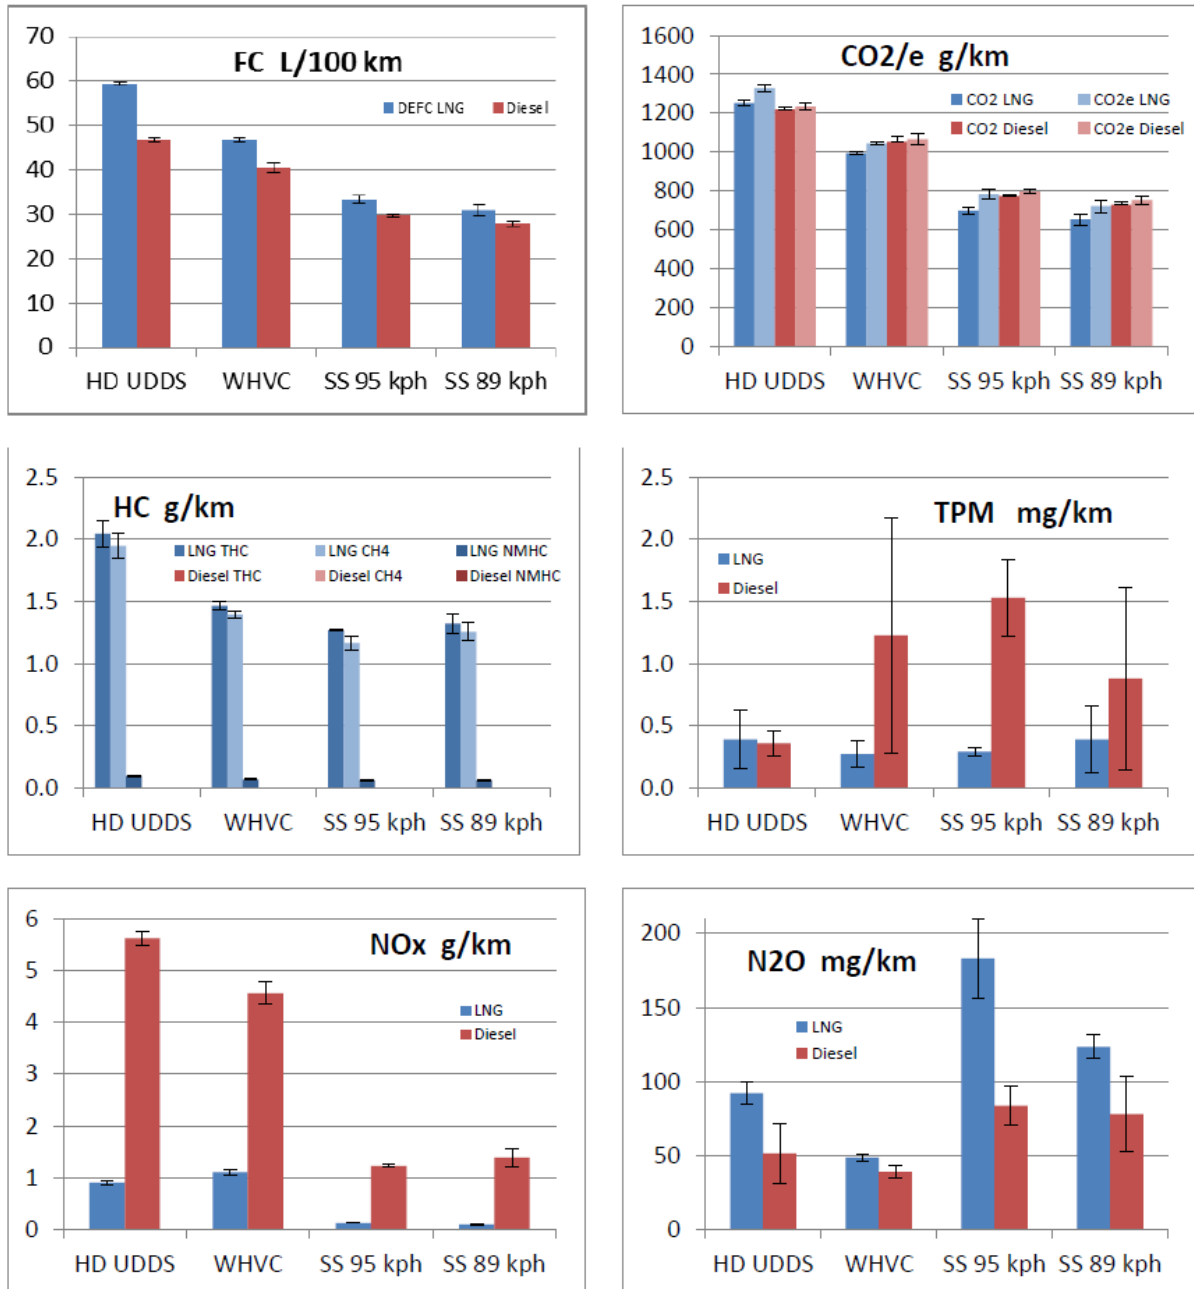 FC L/100 km
DEFC LNG Diesel
70
60
50
40
30
20
10
0
HD UDDS WHVC SS 95 kph SS 89 kph
CO2/e g/km
CO2 LNG CO2e LNG
CO2 Diesel CO2e Diesel
1600
1400
1200
1000
800
600
400
200
0
HD UDDS WHVC SS 95 kph SS 89 kph
HC g/km
LNG THC LNG CH4 LNG NMHC
Diesel THC Diesel CH4 Diesel NMHC
2.5
2.0
1.5
1.0
0.5
0.0
HD UDDS WHVC SS 95 kph SS 89 kph
TPM mg/km
LNG
Diesel
2.5
2.0
1.5
1.0
0.5
0.0
HD UDDS WHVC SS 95 kph SS 89 kph
NOx g/km
LNG
Diesel
6
5
4
3
2
1
0
HD UDDS WHVC SS 95 kph SS 89 kph
N2O mg/km
LNG
Diesel
200
150
100
50
0
HD UDDS WHVC SS 95 kph SS 89 kph